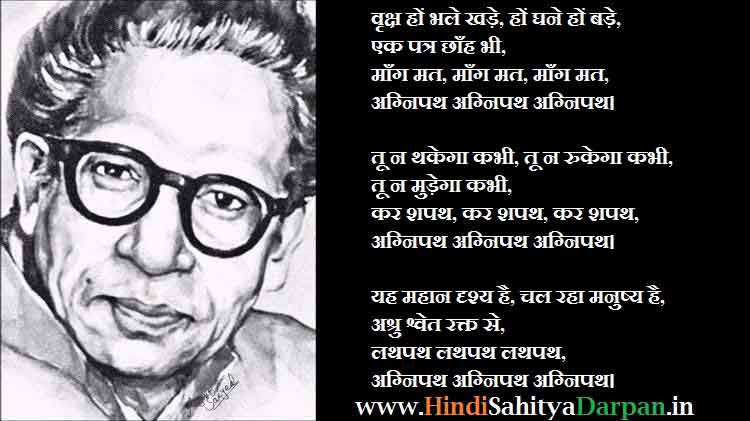 वृक्ष हों भले खड़े, हों घने हों बड़े,
एक पत्र छाँह भी,
माँग मत, माँग मत, माँग मत,
अग्निपथ अग्निपथ अग्निपथ।
तू न थकेगा कभी, तू न रुकेगा कभी,
तू न मुड़ेगा कभी,
कर शपथ, कर शपथ, कर शपथ,
अग्निपथ अग्निपथ अग्निपथ।
यह महान दृश्य है, चल रहा मनुष्य है,
अश्रु श्वेत रक्त से,
लथपथ लथपथ लथपथ,
अग्निपथ अग्निपथ अग्निपथ।
www.HindiSahityaDarpan.in